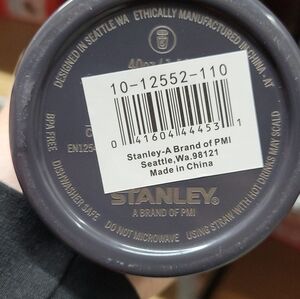 DESIGNED IN SEATTLE WA ETHICALLY MANUFACTURED IN CHINA
40oz
10-12552-110
0 41604 44453 1
Stanley-A Brand of PMI
Seattle,Wa.98121
Made in China
BPA FREE
DISHWASHER SAFE
DO NOT MICROWAVE
USING STRAW WITH HOT DRINKS MAY SCALD
STANLEY®
A BRAND OF PMI